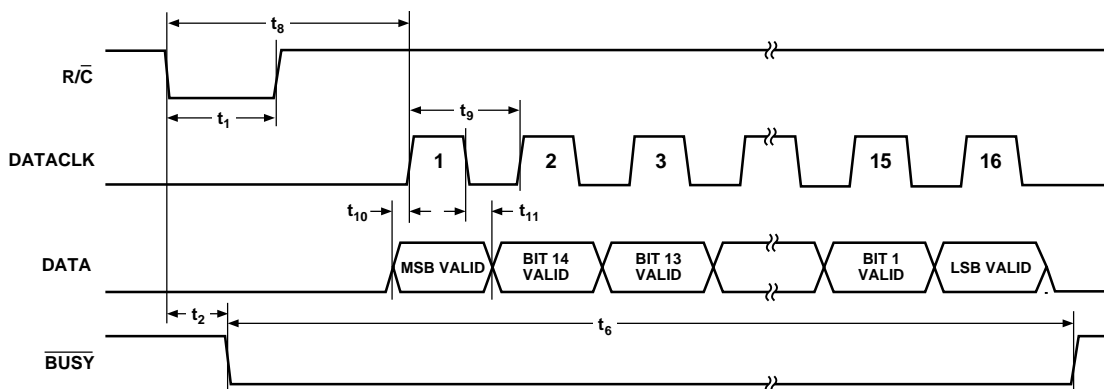 t8
R/C̅
t1
t9
DATACLK
1
2
3
15
16
t10
t11
DATA
MSB VALID
BIT 14
VALID
BIT 13
VALID
BIT 1
VALID
LSB VALID
t2
t6
B̅U̅S̅Y̅